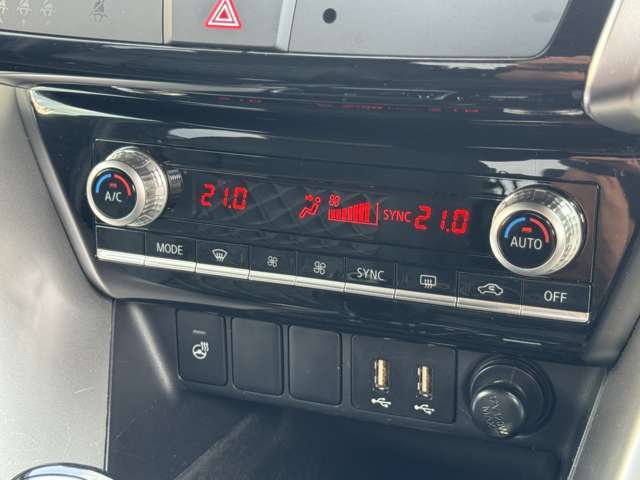 A/C
21.0
SYNC 21.0
AUTO
MODE
SYNC
OFF